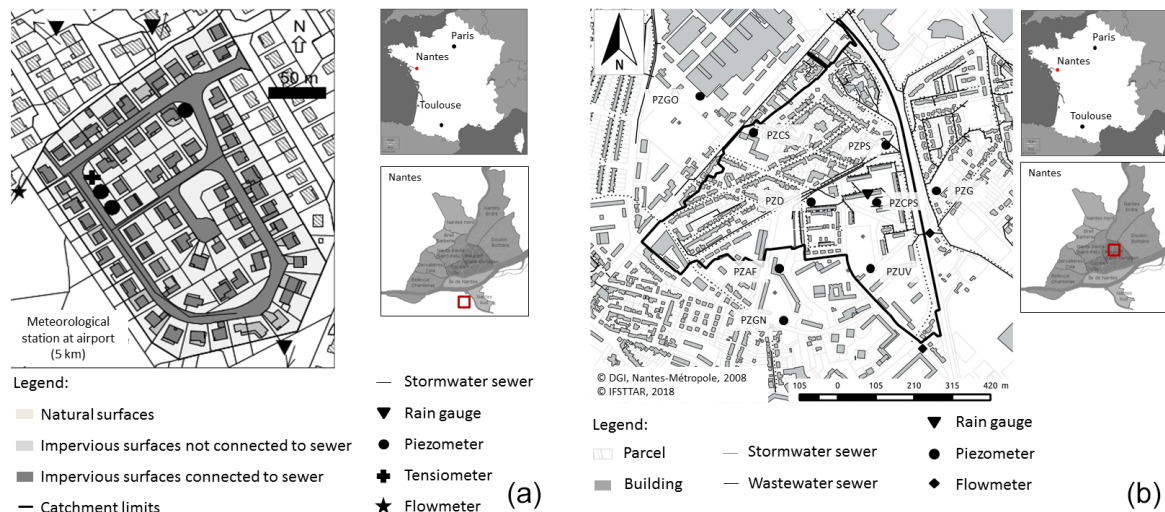 N
50 m
Meteorological
station at airport
(5 km)
Paris
Nantes
Toulouse
Nantes
Legend:
Natural surfaces
Impervious surfaces not connected to sewer
Impervious surfaces connected to sewer
Catchment limits
Stormwater sewer
Rain gauge
Piezometer
Tensiometer
Flowmeter
(a)
N
PZGO
PZCS
PZPS
PZD
PZCPS
PZG
PZAF
PZUV
PZGN
© DGI, Nantes-Métropole, 2008
© IFSTTAR, 2018
105 0 105 210 315 420 m
Paris
Nantes
Toulouse
Nantes
Legend:
Parcel
Building
Stormwater sewer
Wastewater sewer
Rain gauge
Piezometer
Flowmeter
(b)